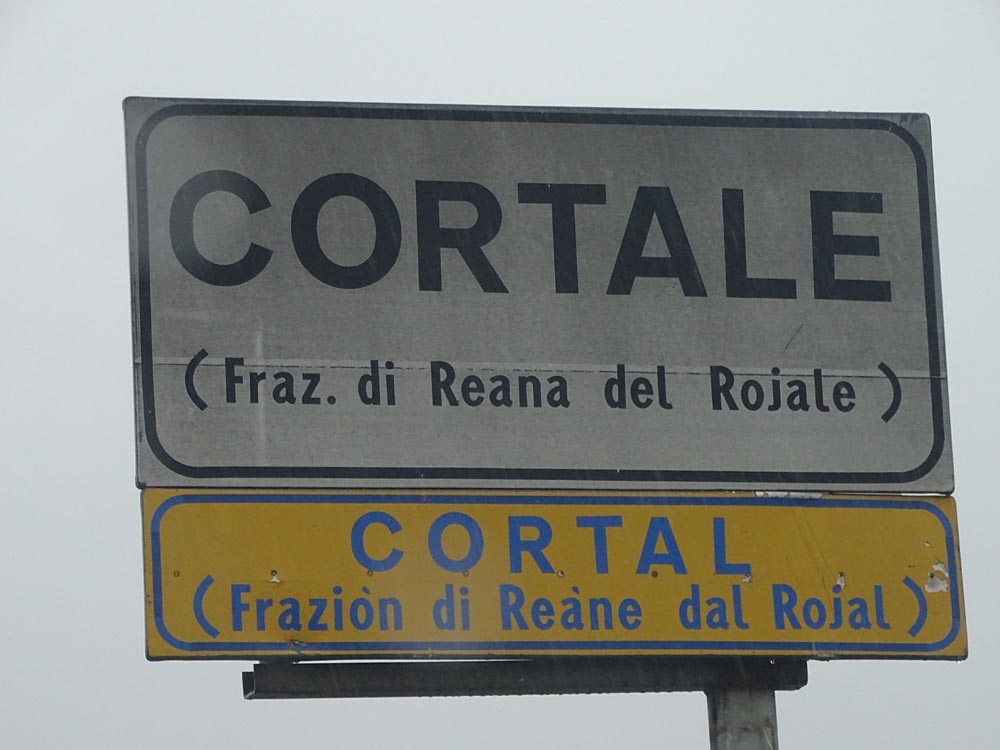 CORTALE
(Fraz. di Reana del Rojale)
CORTAL
(Fraziòn di Reàne dal Rojal)